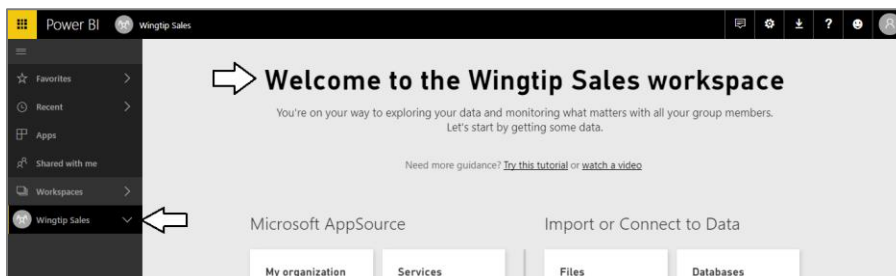 Power BI Wingtip Sales ?
Favorites
Recent
Apps
Shared with me
Workspaces
Wingtip Sales
Welcome to the Wingtip Sales workspace
You're on your way to exploring your data and monitoring what matters with all your group members.
Let's start by getting some data.
Need more guidance? Try this tutorial or watch a video
Microsoft AppSource
Import or Connect to Data
My organization
Services
Files
Databases